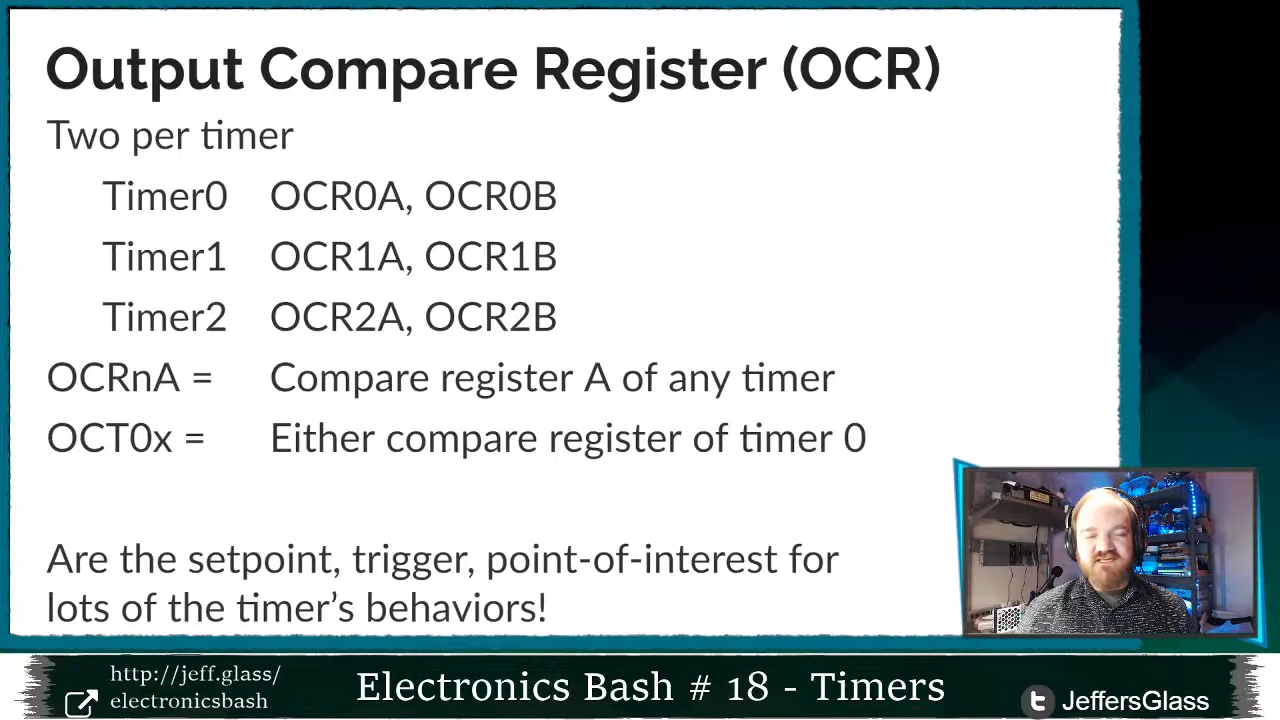 Output Compare Register (OCR)
Two per timer
Timer0 OCR0A, OCR0B
Timer1 OCR1A, OCR1B
Timer2 OCR2A, OCR2B
OCRnA = Compare register A of any timer
OCT0x = Either compare register of timer 0
Are the setpoint, trigger, point-of-interest for
lots of the timer’s behaviors!
http://jeff.glass/
electronicsbash
Electronics Bash # 18 - Timers
JeffersGlass